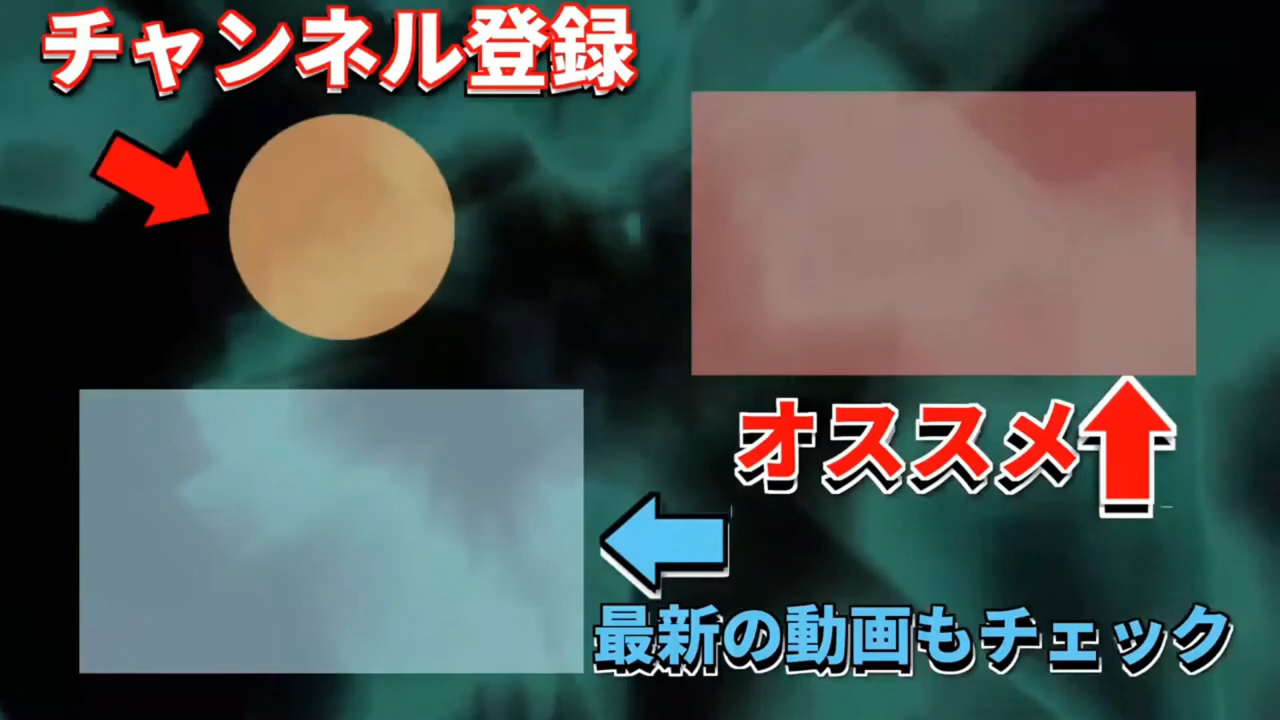 チャンネル登録
オススメ
最新の動画もチェック